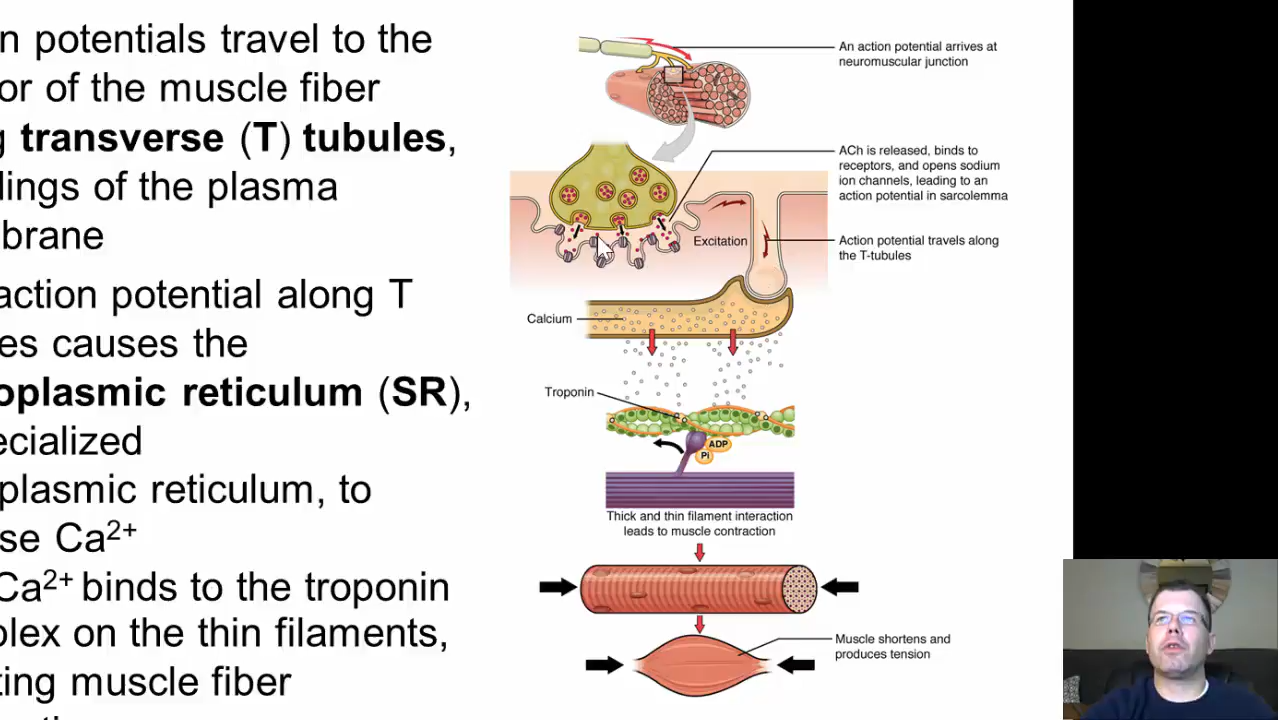 n potentials travel to the
or of the muscle fiber
g transverse (T) tubules,
dings of the plasma
brane
action potential along T
es causes the
oplasmic reticulum (SR),
ecialized
plasmic reticulum, to
se Ca2+
Ca2+ binds to the troponin
lex on the thin filaments,
ting muscle fiber
An action potential arrives at
neuromuscular junction
ACh is released, binds to
receptors, and opens sodium
ion channels, leading to an
action potential in sarcolemma
Excitation
Action potential travels along
the T-tubules
Calcium
Troponin
ADP
Pi
Thick and thin filament interaction
leads to muscle contraction
Muscle shortens and
produces tension